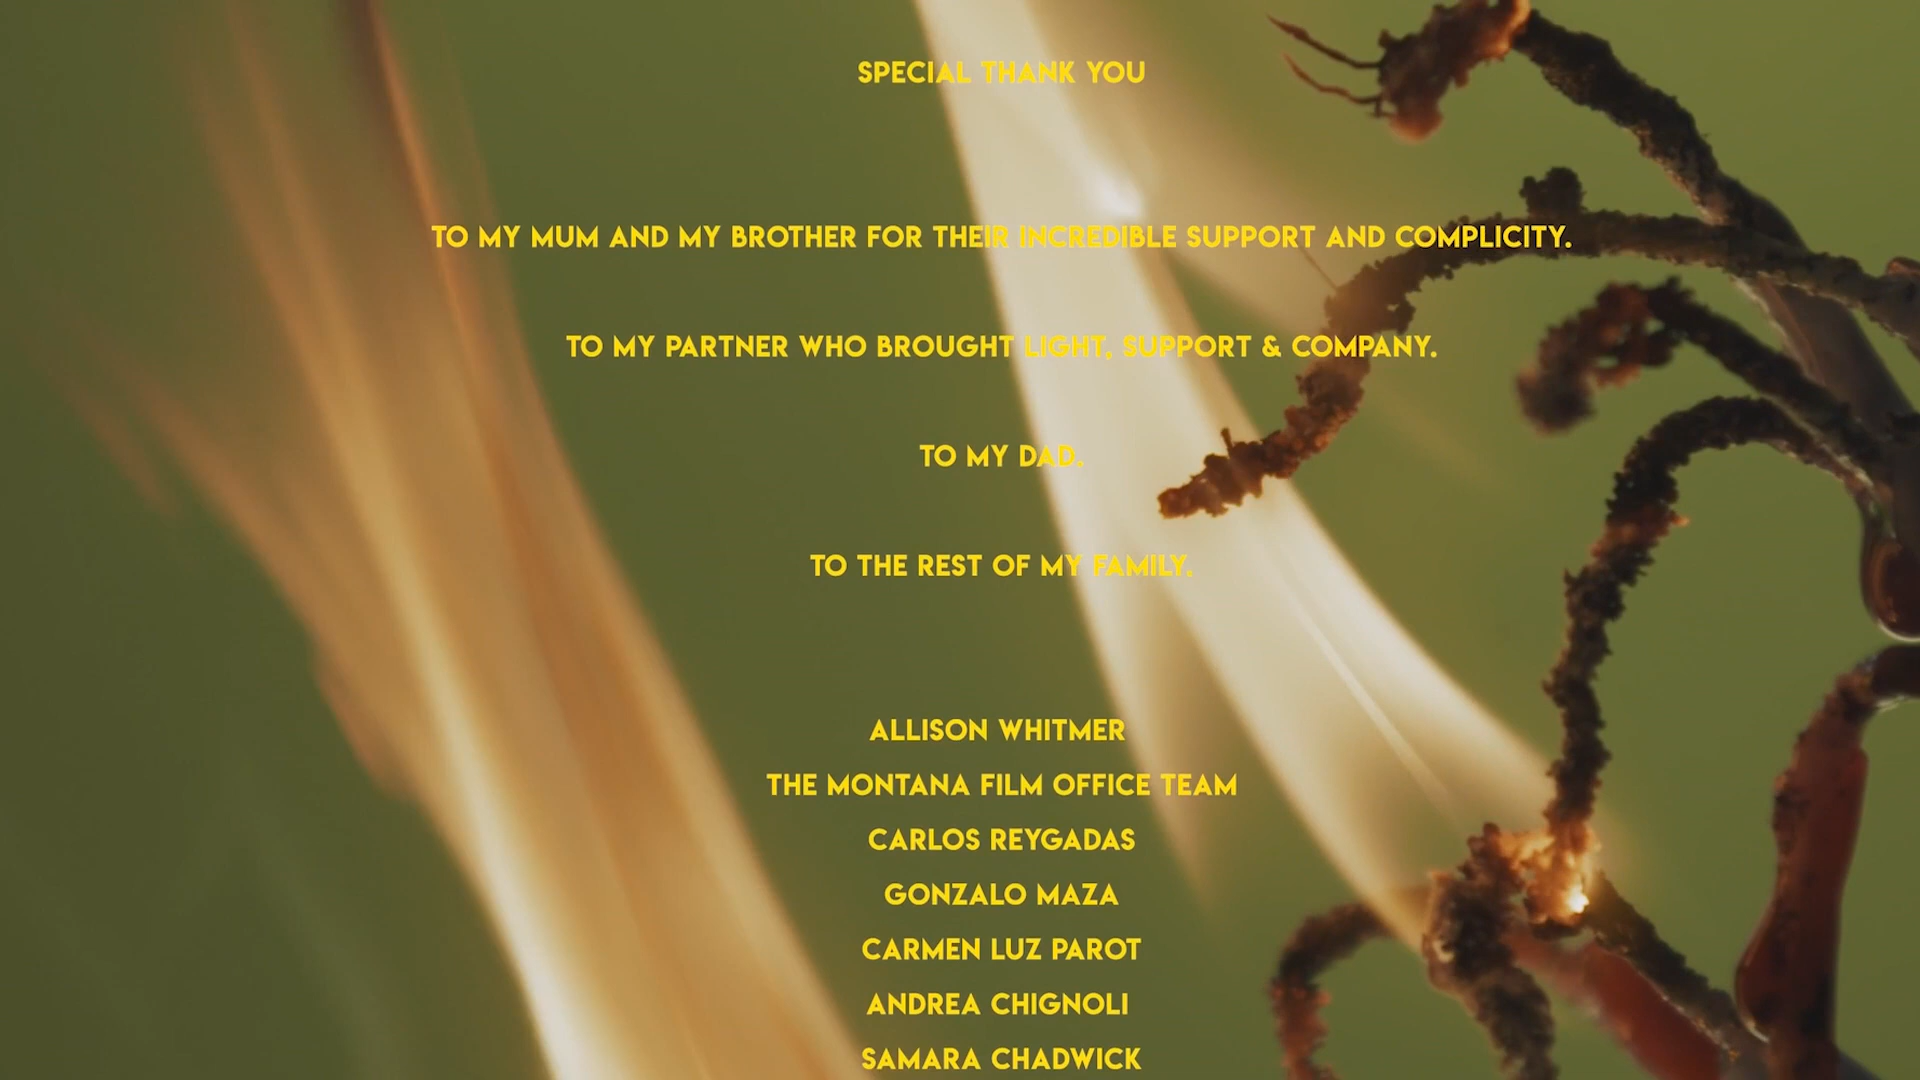 SPECIAL THANK YOU
TO MY MUM AND MY BROTHER FOR THEIR INCREDIBLE SUPPORT AND COMPLICITY.
TO MY PARTNER WHO BROUGHT LIGHT, SUPPORT & COMPANY.
TO MY DAD.
TO THE REST OF MY FAMILY.
ALLISON WHITMER
THE MONTANA FILM OFFICE TEAM
CARLOS REYGADAS
GONZALO MAZA
CARMEN LUZ PAROT
ANDREA CHIGNOLI
SAMARA CHADWICK